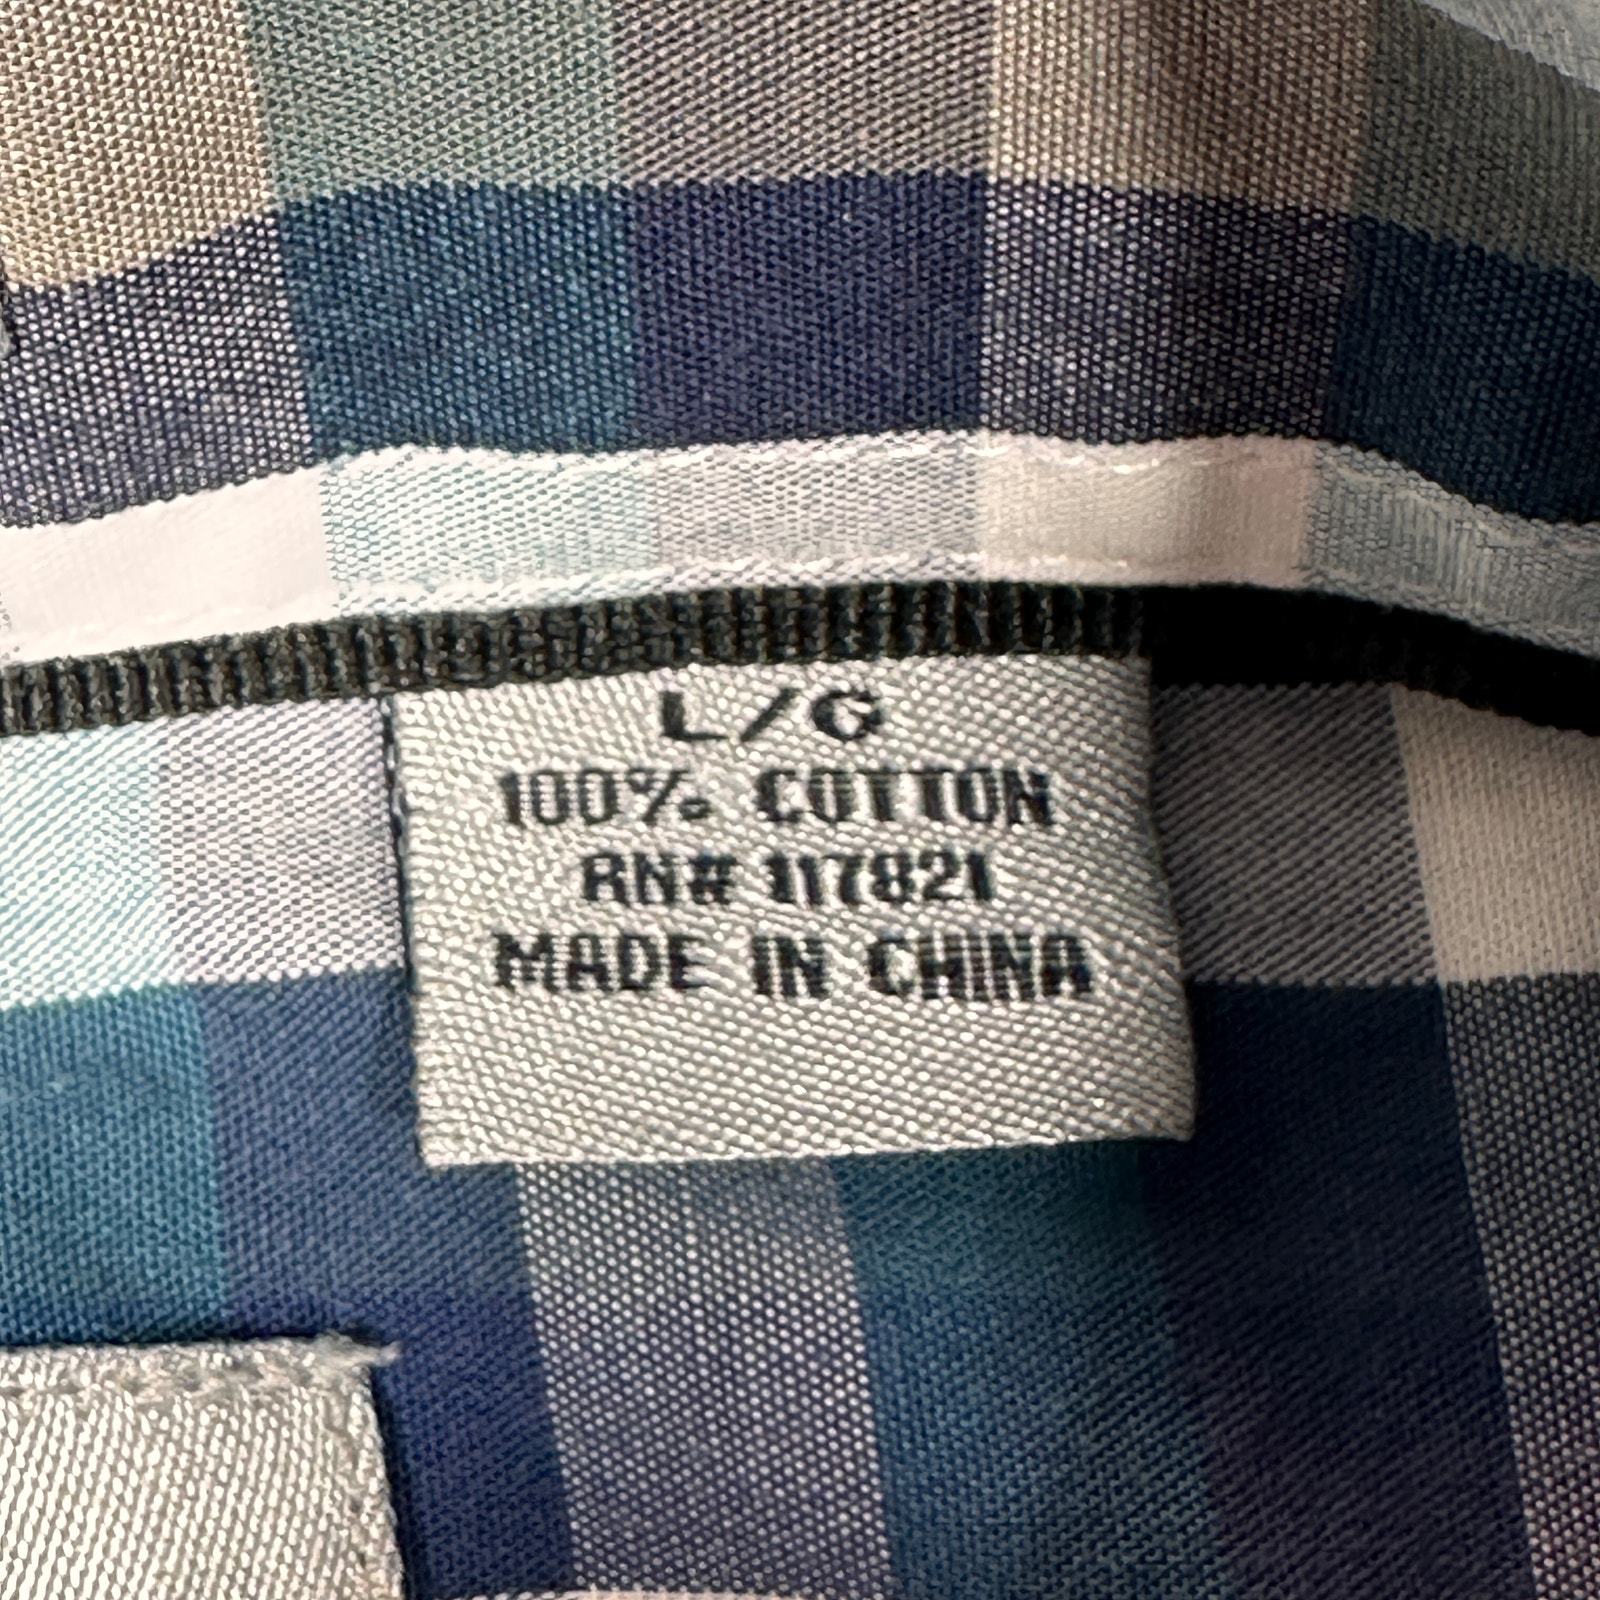 L/G
100% COTTON
RN# 117821
MADE IN CHINA